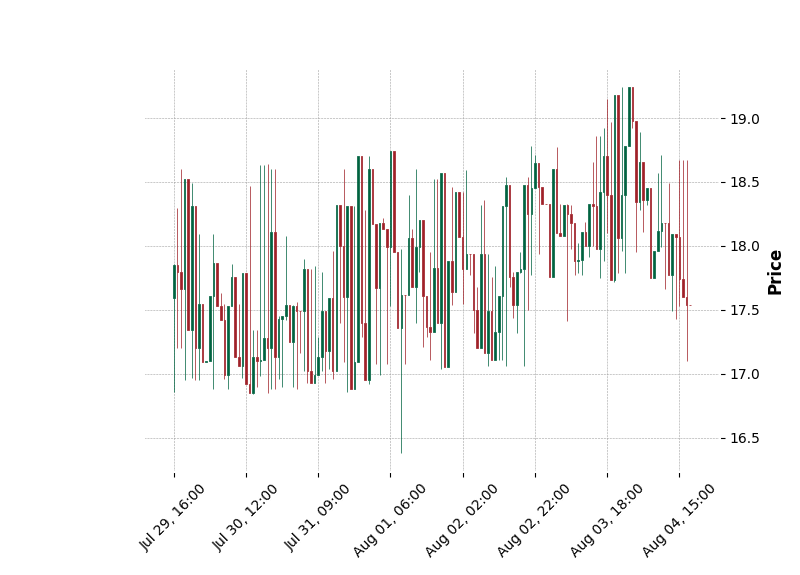 19.0
18.5
18.0
17.5
17.0
16.5
Price
Jul 29, 16:00
Jul 30, 12:00
Jul 31, 09:00
Aug 01, 06:00
Aug 02, 02:00
Aug 02, 22:00
Aug 03, 18:00
Aug 04, 15:00